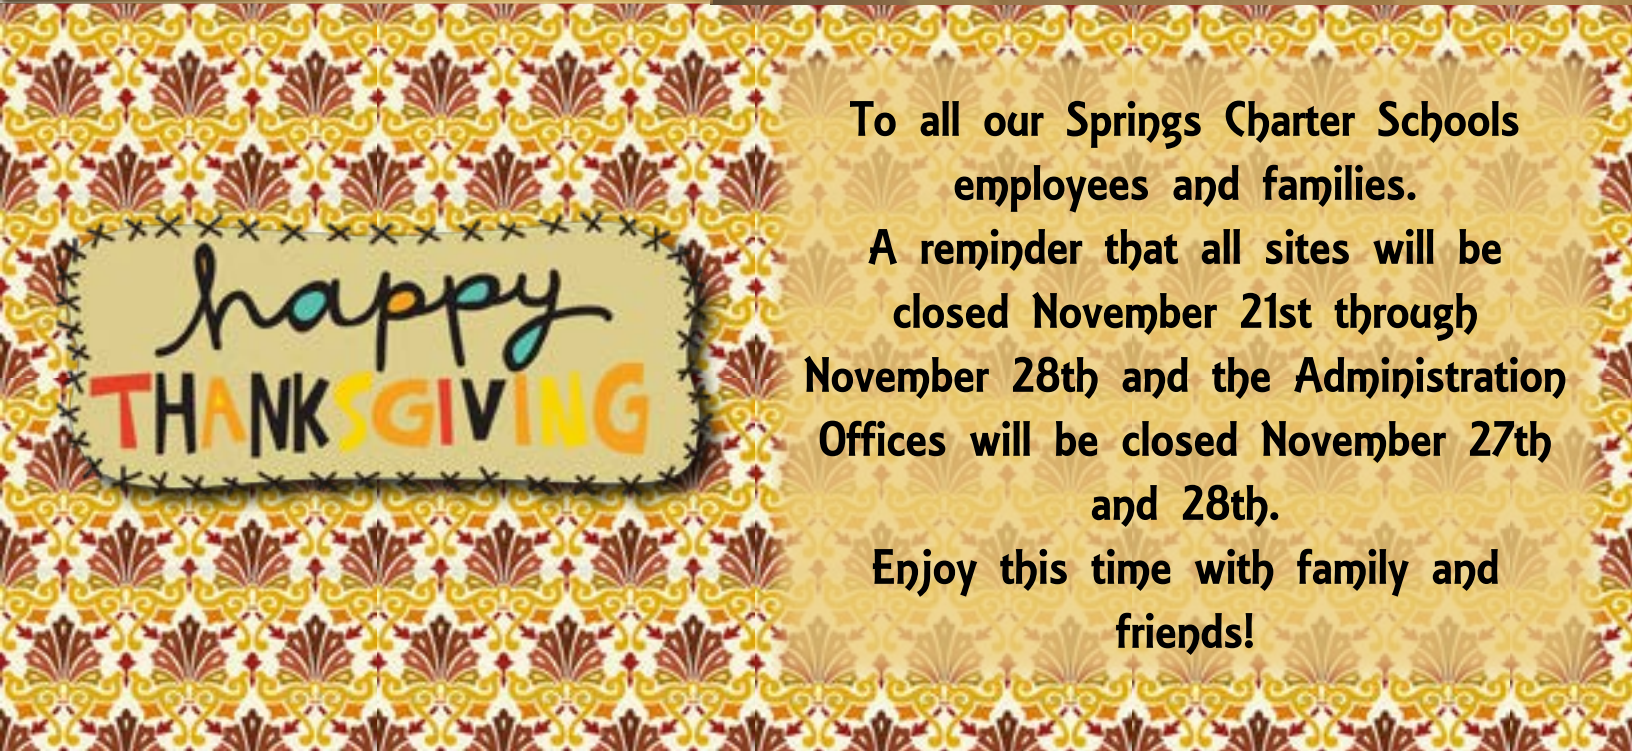 happy
THANKSGIVING
To all our Springs Charter Schools
employees and families.
A reminder that all sites will be
closed November 21st through
November 28th and the Administration
Offices will be closed November 27th
and 28th.
Enjoy this time with family and
friends!